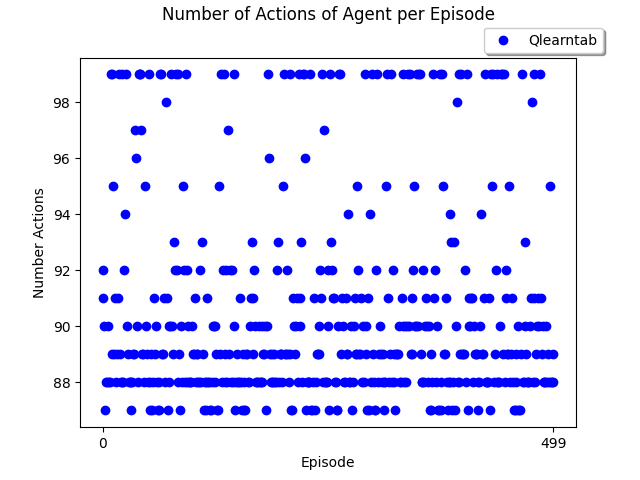 Number of Actions of Agent per Episode
Qlearntab
98
96
94
92
90
88
Number Actions
0
499
Episode